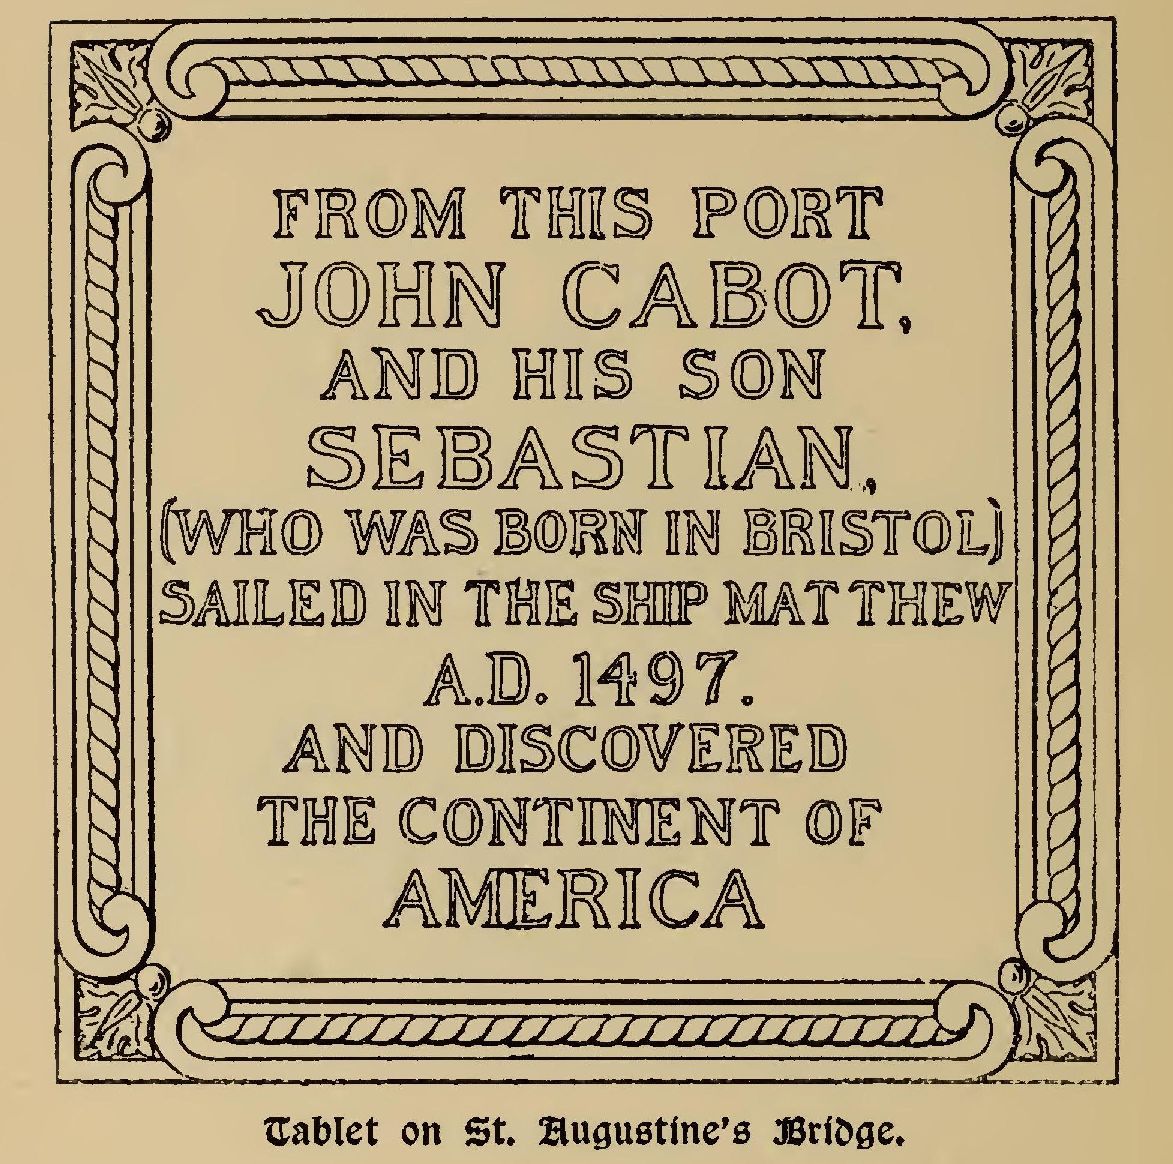 FROM THIS PORT
JOHN CABOT,
AND HIS SON
SEBASTIAN,
(WHO WAS BORN IN BRISTOL)
SAILED IN THE SHIP MATTHEW
A.D. 1497.
AND DISCOVERED
THE CONTINENT OF
AMERICA
Tablet on St. Augustine's Bridge.